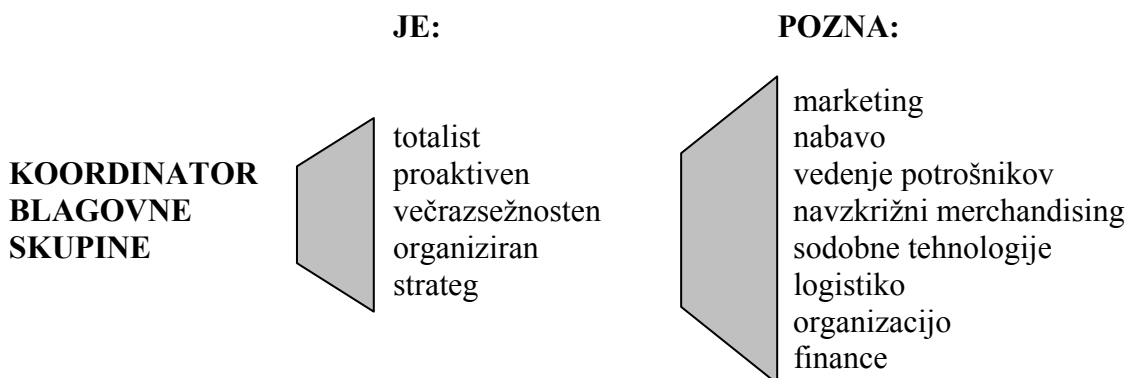 JE:
POZNA:
KOORDINATOR
BLAGOVNE
SKUPINE
totalist
proaktiven
večrazsežnosten
organiziran
strateg
marketing
nabavo
vedenje potrošnikov
navzkrižni merchandising
sodobne tehnologije
logistiko
organizacijo
finance